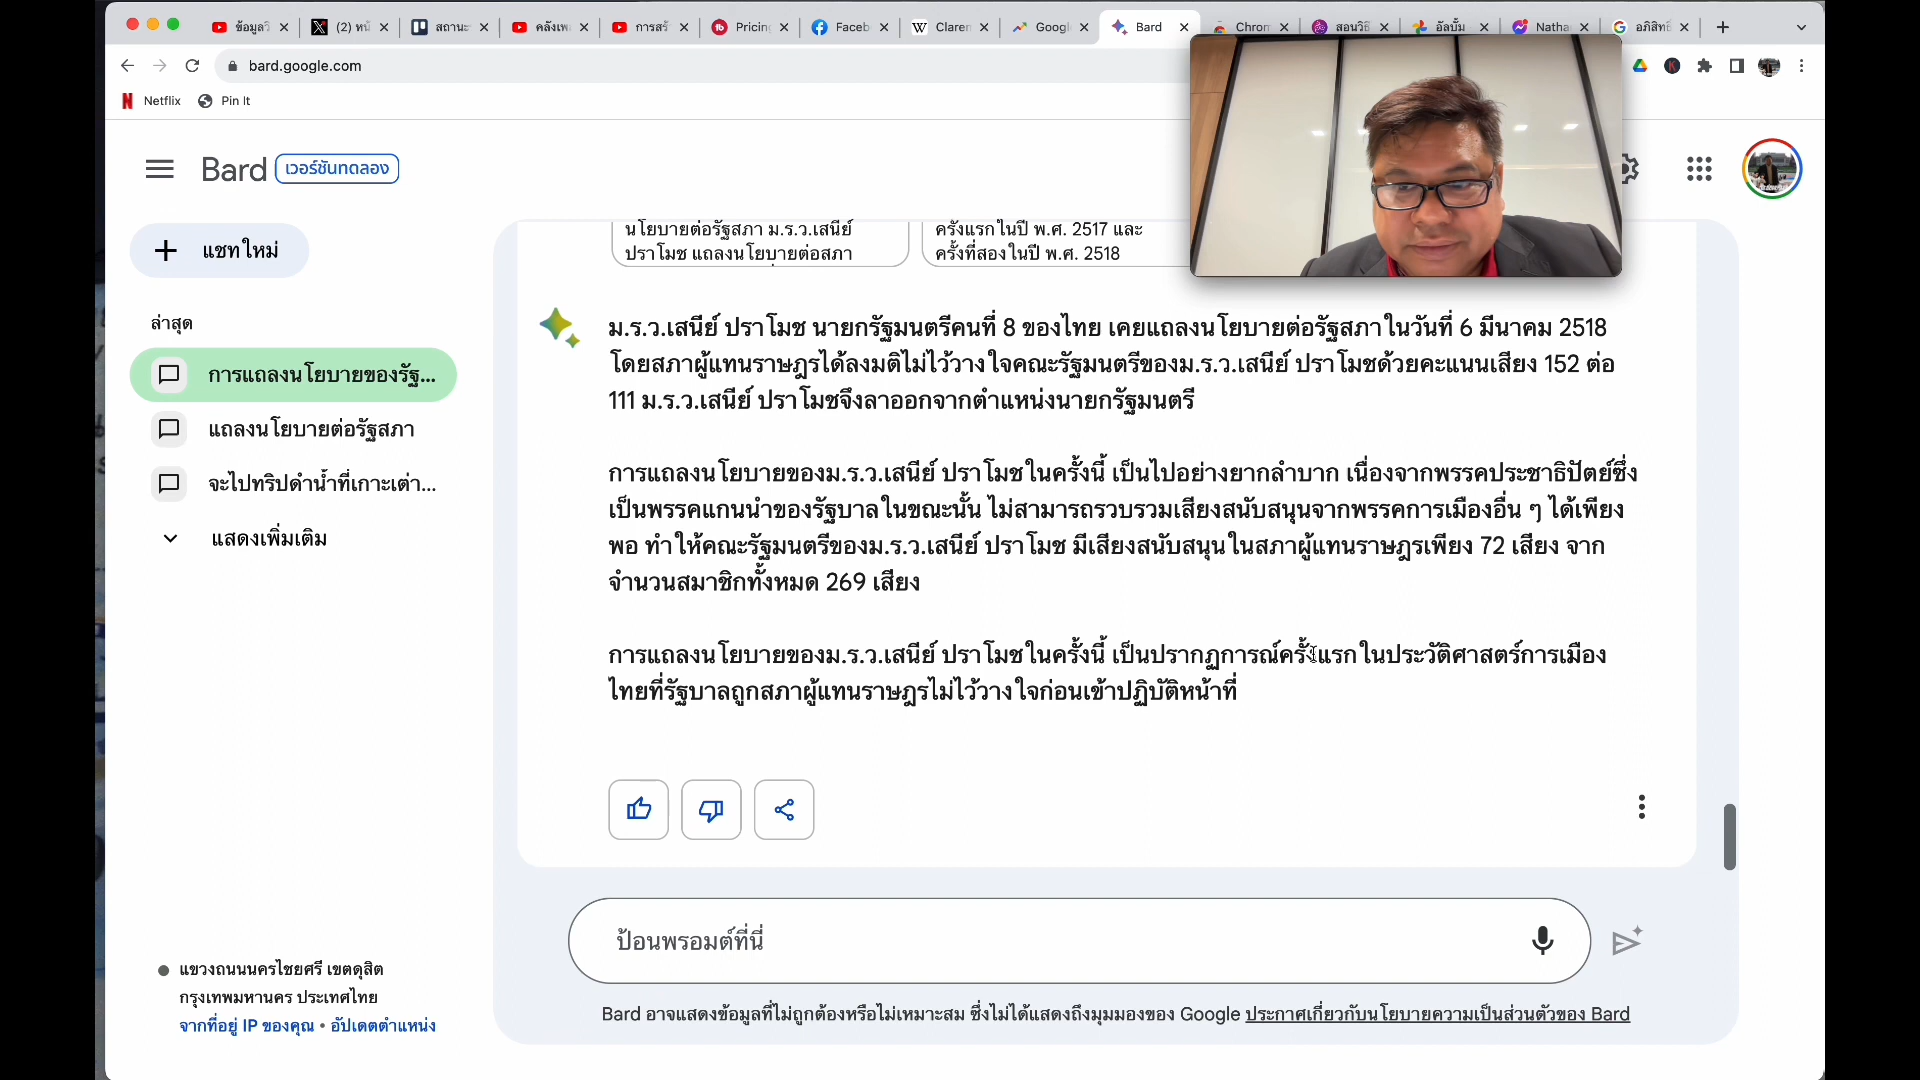 ข้อมูลวิ
(2) หน้
สถานะ
คลังเพ
การสร้
Pricing
Faceb
Claren
Google
Bard
Chrom
สอนวิธี
อัลบั้ม
Natha
อภิสิทธิ์
bard.google.com
Netflix
Pin It
Bard เวอร์ชันทดลอง
แชทใหม่
ล่าสุด
การแถลงนโยบายของรัฐ...
แถลงนโยบายต่อรัฐสภา
จะไปทริปดำน้ำที่เกาะเต่า...
แสดงเพิ่มเติม
นโยบายต่อรัฐสภา ม.ร.ว.เสนีย์
ปราโมช แถลงนโยบายต่อสภา
ครั้งแรกในปี พ.ศ. 2517 และ
ครั้งที่สองในปี พ.ศ. 2518
ม.ร.ว.เสนีย์ ปราโมช นายกรัฐมนตรีคนที่ 8 ของไทย เคยแถลงนโยบายต่อรัฐสภาในวันที่ 6 มีนาคม 2518
โดยสภาผู้แทนราษฎรได้ลงมติไม่ไว้วางใจคณะรัฐมนตรีของม.ร.ว.เสนีย์ ปราโมชด้วยคะแนนเสียง 152 ต่อ
111 ม.ร.ว.เสนีย์ ปราโมชจึงลาออกจากตำแหน่งนายกรัฐมนตรี
การแถลงนโยบายของม.ร.ว.เสนีย์ ปราโมชในครั้งนี้ เป็นไปอย่างยากลำบาก เนื่องจากพรรคประชาธิปัตย์ซึ่ง
เป็นพรรคแกนนำของรัฐบาลในขณะนั้น ไม่สามารถรวบรวมเสียงสนับสนุนจากพรรคการเมืองอื่น ๆ ได้เพียง
พอ ทำให้คณะรัฐมนตรีของม.ร.ว.เสนีย์ ปราโมช มีเสียงสนับสนุนในสภาผู้แทนราษฎรเพียง 72 เสียง จาก
จำนวนสมาชิกทั้งหมด 269 เสียง
การแถลงนโยบายของม.ร.ว.เสนีย์ ปราโมชในครั้งนี้ เป็นปรากฏการณ์ครั้งแรกในประวัติศาสตร์การเมือง
ไทยที่รัฐบาลถูกสภาผู้แทนราษฎรไม่ไว้วางใจก่อนเข้าปฏิบัติหน้าที่
ป้อนพรอมต์ที่นี่
Bard อาจแสดงข้อมูลที่ไม่ถูกต้องหรือไม่เหมาะสม ซึ่งไม่ได้แสดงถึงมุมมองของ Google ประกาศเกี่ยวกับนโยบายความเป็นส่วนตัวของ Bard
แขวงถนนนครไชยศรี เขตดุสิต
กรุงเทพมหานคร ประเทศไทย
จากที่อยู่ IP ของคุณ • อัปเดตตำแหน่ง